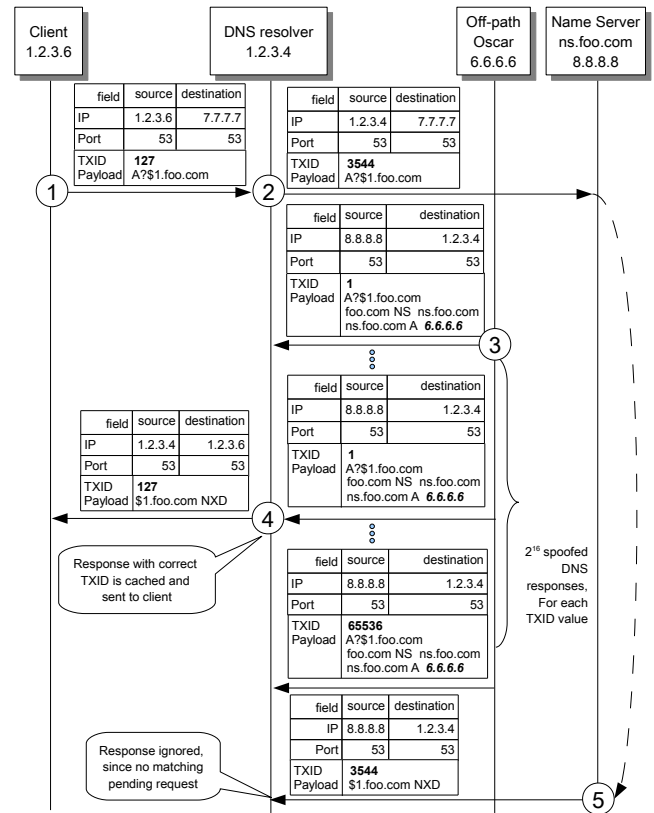 Client
1.2.3.6
DNS resolver
1.2.3.4
Off-path
Oscar
6.6.6.6
Name Server
ns.foo.com
8.8.8.8
field source destination
IP 1.2.3.6 7.7.7.7
Port 53 53
TXID 127
Payload A?$1.foo.com
1
field source destination
IP 1.2.3.4 7.7.7.7
Port 53 53
TXID 3544
Payload A?$1.foo.com
2
field source destination
IP 8.8.8.8 1.2.3.4
Port 53 53
TXID 1
Payload A?$1.foo.com
foo.com NS ns.foo.com
ns.foo.com A 6.6.6.6
3
field source destination
IP 8.8.8.8 1.2.3.4
Port 53 53
TXID 1
Payload A?$1.foo.com
foo.com NS ns.foo.com
ns.foo.com A 6.6.6.6
field source destination
IP 1.2.3.4 1.2.3.6
Port 53 53
TXID 127
Payload $1.foo.com NXD
4
Response with correct
TXID is cached and
sent to client
2¹⁶ spoofed
DNS
responses,
For each
TXID value
field source destination
IP 8.8.8.8 1.2.3.4
Port 53 53
TXID 65536
Payload A?$1.foo.com
foo.com NS ns.foo.com
ns.foo.com A 6.6.6.6
field source destination
IP 8.8.8.8 1.2.3.4
Port 53 53
TXID 3544
Payload $1.foo.com NXD
Response ignored,
since no matching
pending request
5